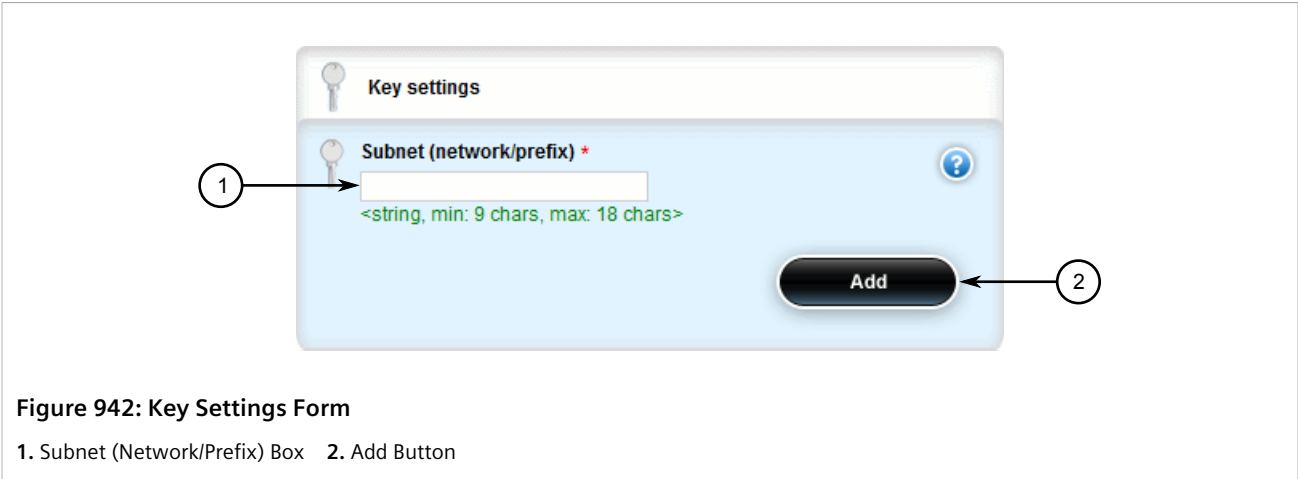 Key settings
Subnet (network/prefix) *
?
1
<string, min: 9 chars, max: 18 chars>
Add
2
Figure 942: Key Settings Form
1. Subnet (Network/Prefix) Box 2. Add Button